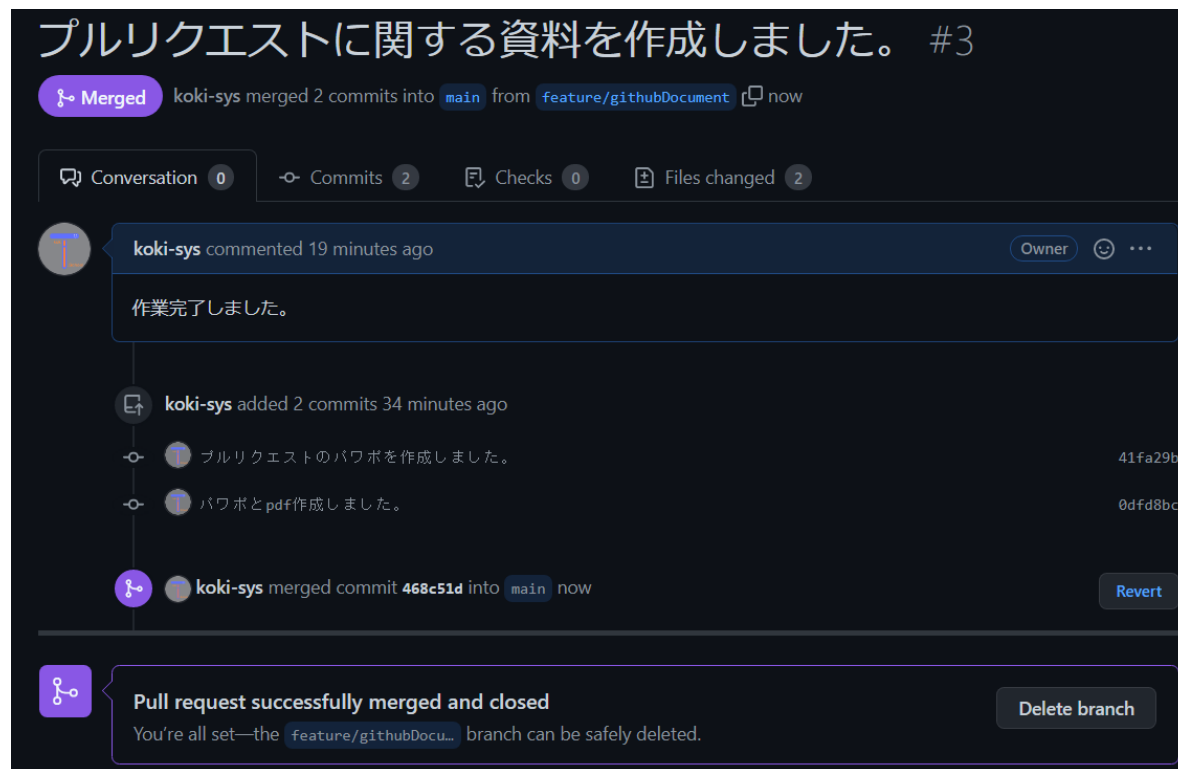 プルリクエストに関する資料を作成しました。 #3
Merged koki-sys merged 2 commits into main from feature/githubDocument now
Conversation 0 Commits 2 Checks 0 Files changed 2
koki-sys commented 19 minutes ago Owner
作業完了しました。
koki-sys added 2 commits 34 minutes ago
プルリクエストのパワポを作成しました。 41fa29b
パワポとpdf作成しました。 0dfd8bc
koki-sys merged commit 468c51d into main now Revert
Pull request successfully merged and closed
You're all set—the feature/githubDocu… branch can be safely deleted. Delete branch